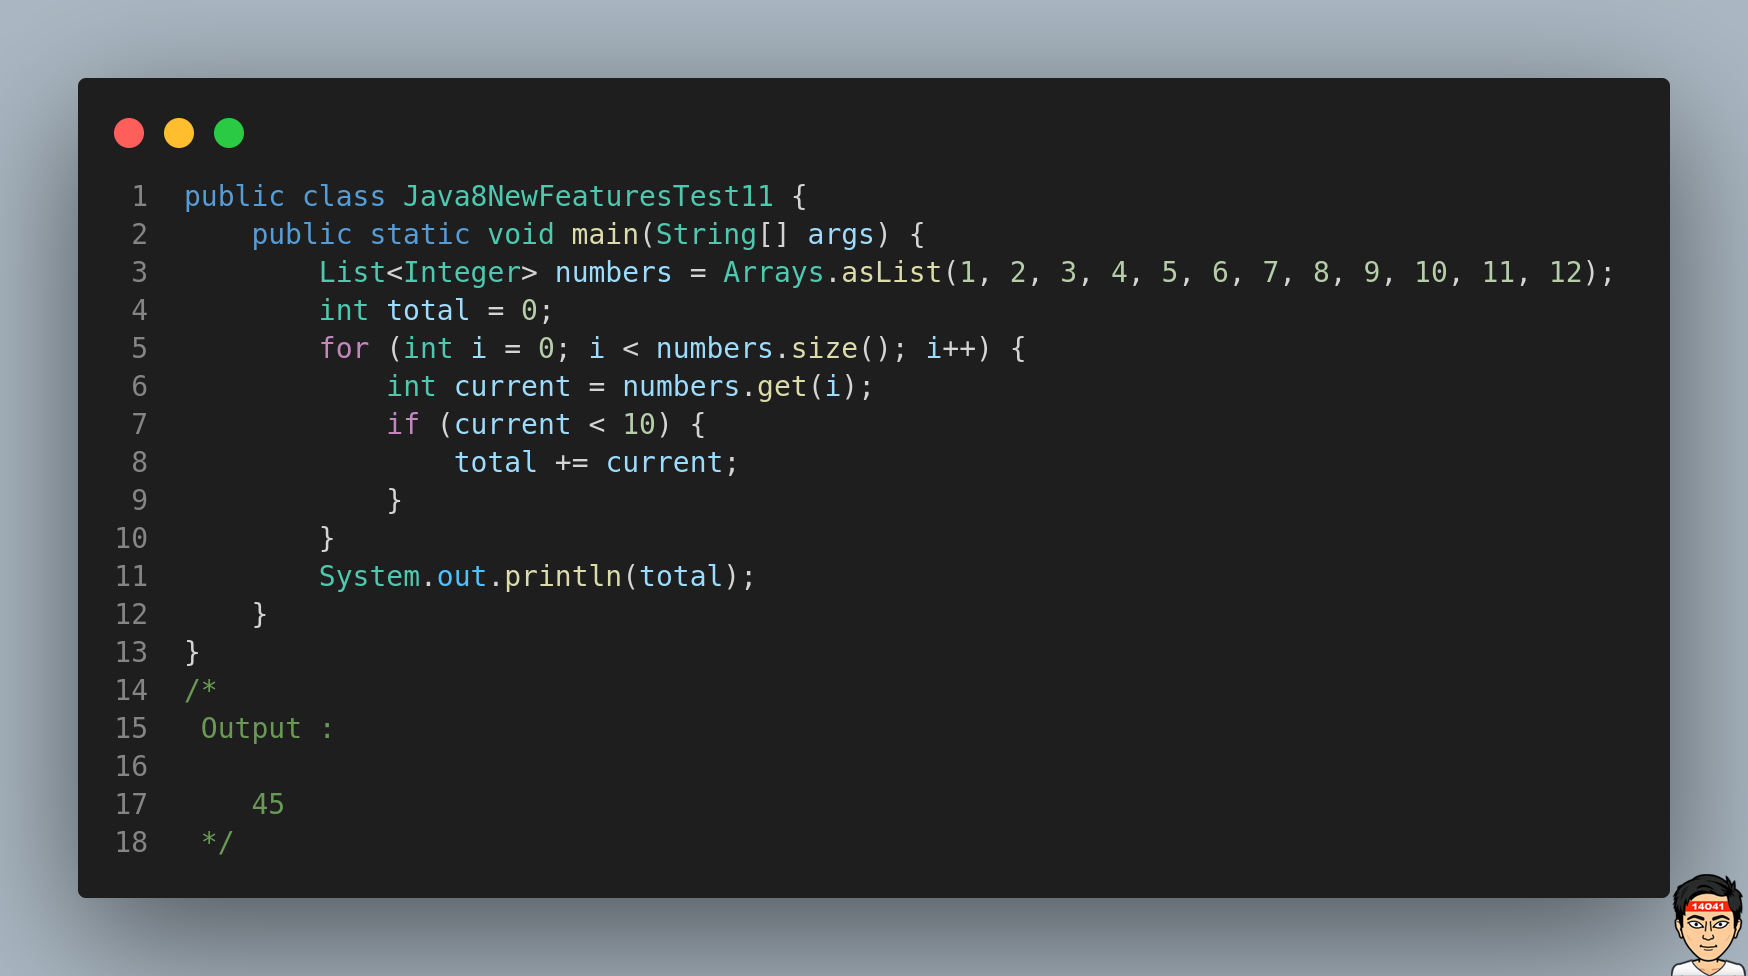 1 public class Java8NewFeaturesTest11 {
2     public static void main(String[] args) {
3         List<Integer> numbers = Arrays.asList(1, 2, 3, 4, 5, 6, 7, 8, 9, 10, 11, 12);
4         int total = 0;
5         for (int i = 0; i < numbers.size(); i++) {
6             int current = numbers.get(i);
7             if (current < 10) {
8                 total += current;
9             }
10         }
11         System.out.println(total);
12     }
13 }
14 /*
15  Output :
16
17     45
18  */
14041